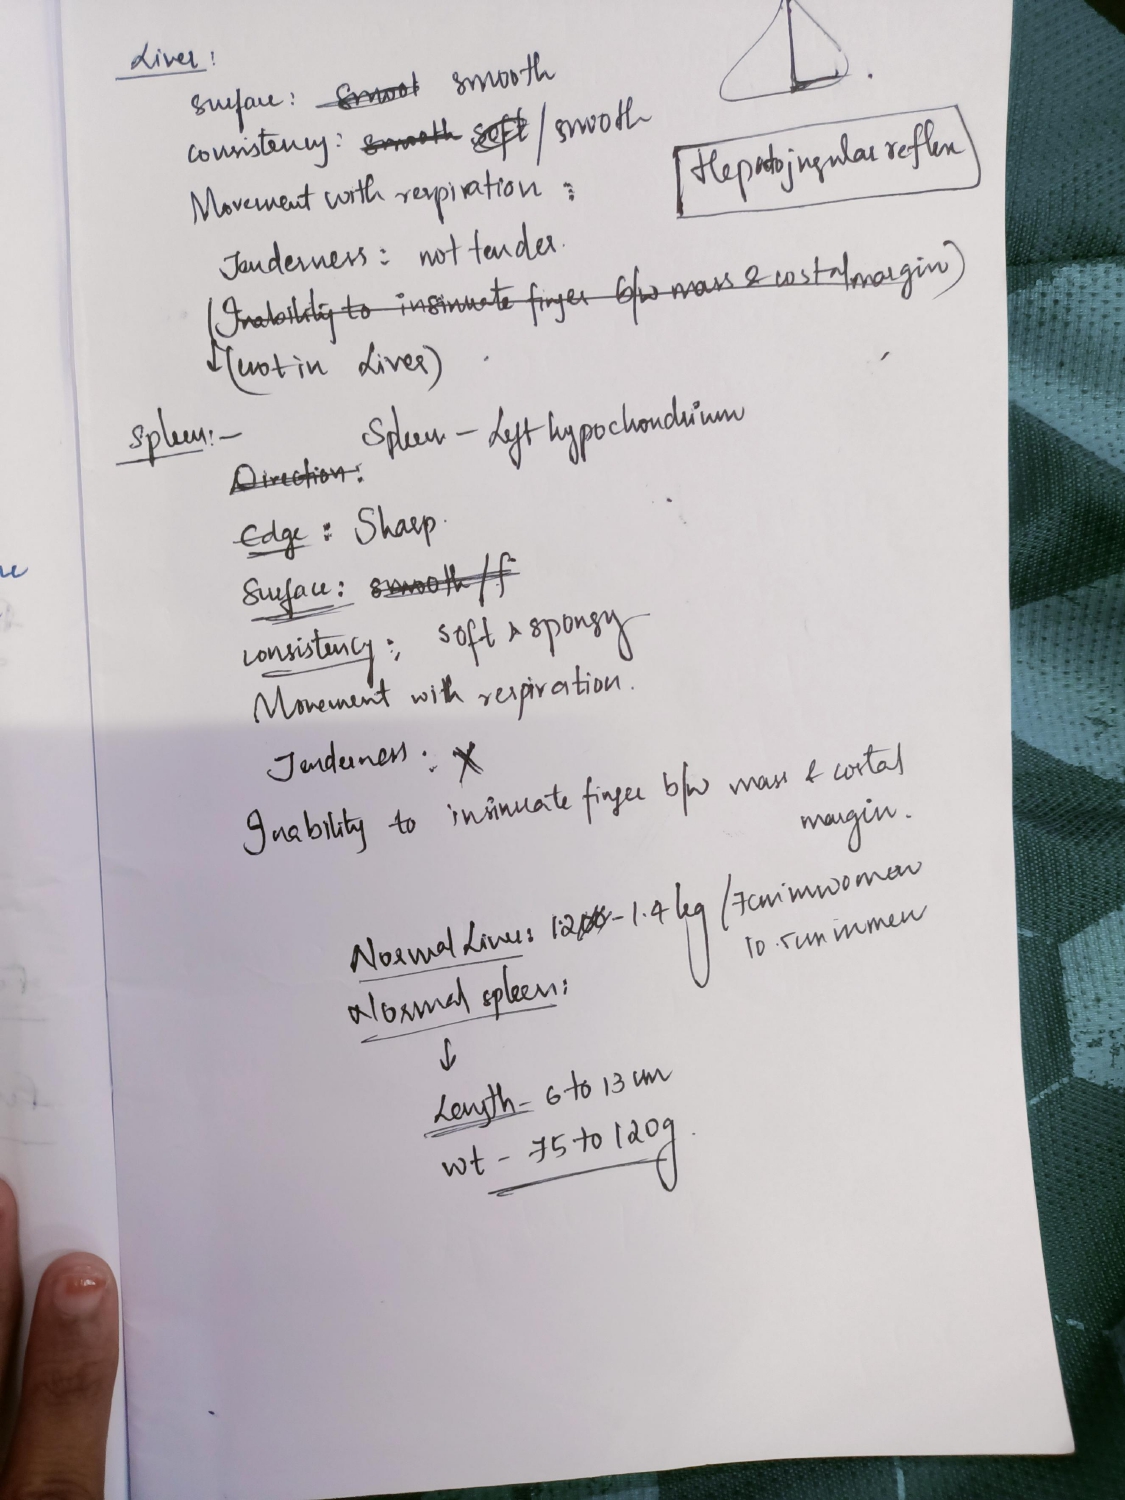 Liver:
Surface: smoot smooth
consistency: smooth soft/smooth
Hepatojugular reflex
Movement with respiration :
Tenderness: not tender.
(Inability to insinuate finger b/w mass & costal margin)
↓(not in Liver)
Spleen:-
Spleen - Left hypochondrium
Direction:
Edge: Sharp.
Surface: smooth/f
consistency: soft & spongy
Movement with respiration.
Tenderness: X
Inability to insinuate finger b/w mass & costal
margin.
Normal Liver: 1.2 - 1.4 kg / 7cm in women
10.5cm in men
Normal spleen:
↓
Length - 6 to 13 cm
wt - 75 to 120g.